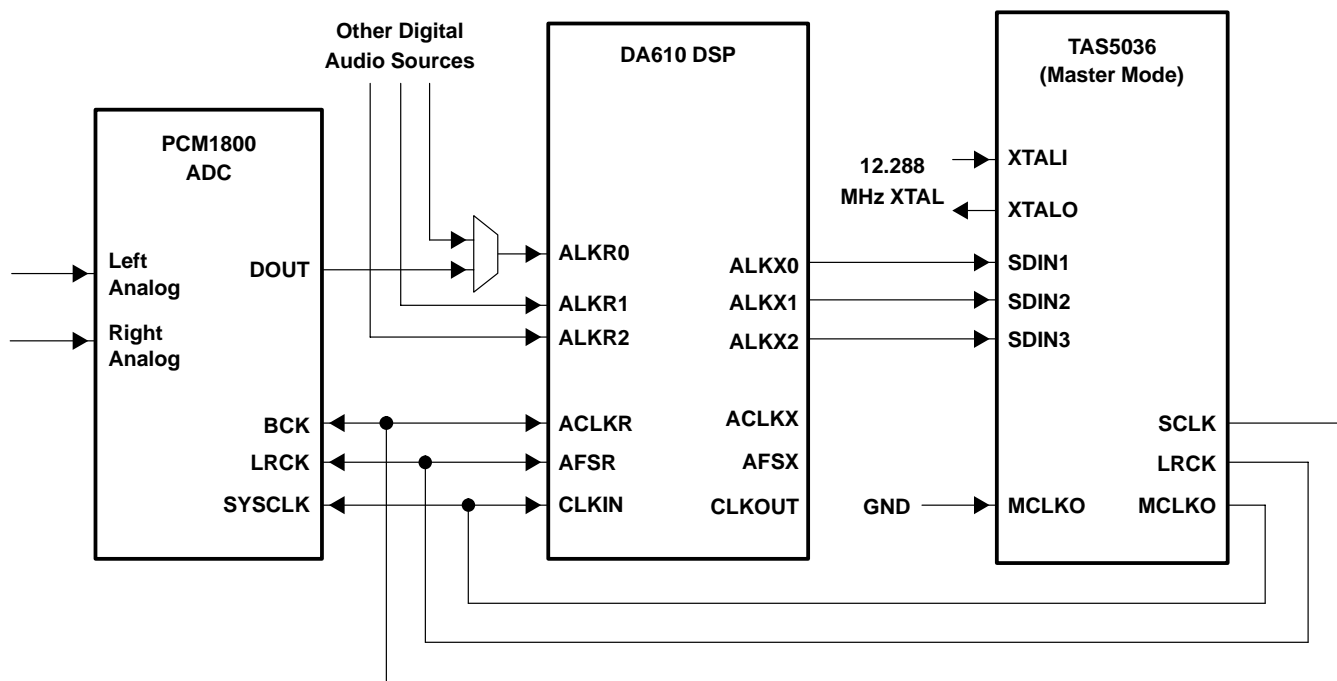 Other Digital
Audio Sources
PCM1800
ADC
Left
Analog
Right
Analog
DOUT
BCK
LRCK
SYSCLK
DA610 DSP
ALKR0
ALKR1
ALKR2
ACLKR
AFSR
CLKIN
ALKX0
ALKX1
ALKX2
ACLKX
AFSX
CLKOUT
12.288
MHz XTAL
GND
TAS5036
(Master Mode)
XTALI
XTALO
SDIN1
SDIN2
SDIN3
MCLKO
SCLK
LRCK
MCLKO